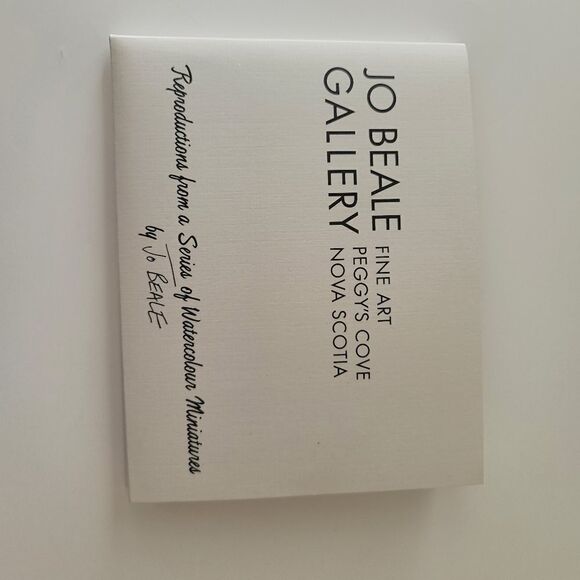 JO BEALE
GALLERY
FINE ART
PEGGY'S COVE
NOVA SCOTIA
Reproductions from a Series of Watercolour Miniatures
by Jo BEALE